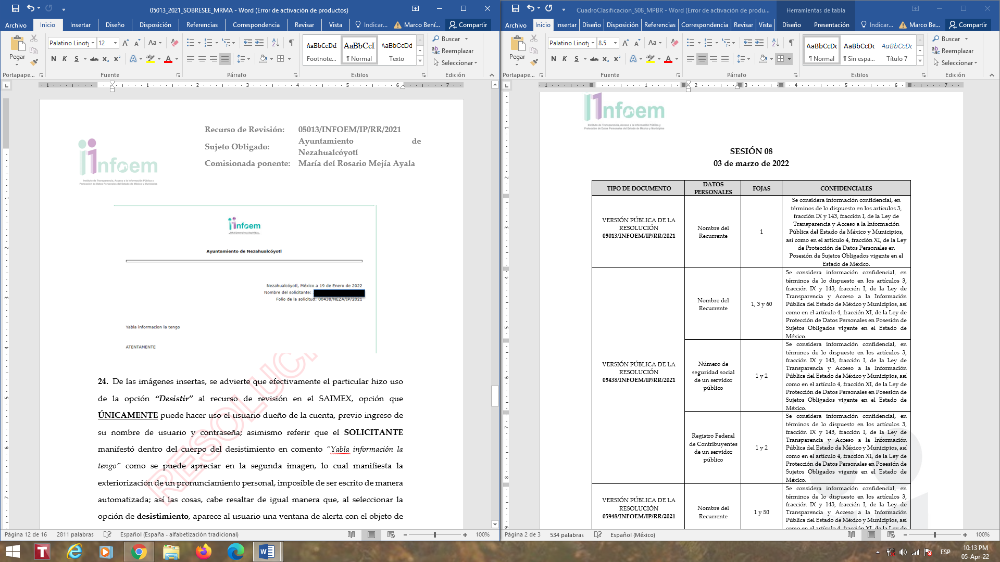 05013_2021_SOBRESEE_MRMA - Word (Error de activación de productos)
Archivo Inicio Insertar Diseño Disposición Referencias Correspondencia Revisar Vista Indicar... Marco Bení... Compartir
Pegar
Palatino Linoty 12
N K S abc x₂ x²
AaBbCcDd AaBbCcI AaBbCcDd
Footnote... ¶ Normal Texto
Buscar
Reemplazar
Seleccionar
Portapape... Fuente Párrafo Estilos Edición
Recurso de Revisión: 05013/INFOEM/IP/RR/2021
Sujeto Obligado: Ayuntamiento de Nezahualcóyotl
Comisionada ponente: María del Rosario Mejía Ayala
infoem
Instituto de Transparencia, Acceso a la Información Pública y
Protección de Datos Personales del Estado de México y Municipios
infoem
Ayuntamiento de Nezahualcóyotl
Nezahualcóyotl, México a 19 de Enero de 2022
Nombre del solicitante:
Folio de la solicitud: 00438/NEZA/IP/2021
Yabla informacion la tengo
ATENTAMENTE
RESOLUCI
24. De las imágenes insertas, se advierte que efectivamente el particular hizo uso
de la opción “Desistir” al recurso de revisión en el SAIMEX, opción que
ÚNICAMENTE puede hacer uso el usuario dueño de la cuenta, previo ingreso de
su nombre de usuario y contraseña; asimismo referir que el SOLICITANTE
manifestó dentro del cuerpo del desistimiento en comento “Yabla información la
tengo” como se puede apreciar en la segunda imagen, lo cual manifiesta la
exteriorización de un pronunciamiento personal, imposible de ser escrito de manera
automatizada; así las cosas, cabe resaltar de igual manera que, al seleccionar la
opción de desistimiento, aparece al usuario una ventana de alerta con el objeto de
Página 12 de 16 2811 palabras Español (España - alfabetización tradicional) 100%
CuadroClasificacion_S08_MPBR - Word (Error de activación de produ...
Herramientas de tabla
Archivo Inicio Insertar Diseño Disposición Referencias Correspondencia Revisar Vista Diseño Presentación Indicar... Marco Be... Compartir
Pegar
Palatino Linoty 8.5
N K S abc x₂ x²
AaBbCcDc AaBbCcDc AaBbCcDc
¶ Normal ¶ Sin espa... Título 7
Buscar
Reemplazar
Seleccionar
Portapape... Fuente Párrafo Estilos Edición
infoem
Instituto de Transparencia, Acceso a la Información Pública y
Protección de Datos Personales del Estado de México y Municipios
SESIÓN 08
03 de marzo de 2022
TIPO DE DOCUMENTO DATOS PERSONALES FOJAS CONFIDENCIALES
VERSIÓN PÚBLICA DE LA
RESOLUCIÓN
05013/INFOEM/IP/RR/2021
Nombre del
Recurrente
1
Se considera información confidencial, en
términos de lo dispuesto en los artículos 3,
fracción IX y 143, fracción I, de la Ley de
Transparencia y Acceso a la Información
Pública del Estado de México y Municipios,
así como en el artículo 4, fracción XI, de la Ley
de Protección de Datos Personales en
Posesión de Sujetos Obligados vigente en el
Estado de México.
VERSIÓN PÚBLICA DE LA
RESOLUCIÓN
05438/INFOEM/IP/RR/2021
Nombre del
Recurrente
1, 3 y 60
Se considera información confidencial, en
términos de lo dispuesto en los artículos 3,
fracción IX y 143, fracción I, de la Ley de
Transparencia y Acceso a la Información
Pública del Estado de México y Municipios, así
como en el artículo 4, fracción XI, de la Ley de
Protección de Datos Personales en Posesión de
Sujetos Obligados vigente en el Estado de
México.
Número de
seguridad social
de un servidor
público
1 y 2
Se considera información confidencial, en
términos de lo dispuesto en los artículos 3,
fracción IX y 143, fracción I, de la Ley de
Transparencia y Acceso a la Información
Pública del Estado de México y Municipios, así
como en el artículo 4, fracción XI, de la Ley de
Protección de Datos Personales en Posesión de
Sujetos Obligados vigente en el Estado de
México.
Registro Federal
de Contribuyentes
de un servidor
público
1 y 2
Se considera información confidencial, en
términos de lo dispuesto en los artículos 3,
fracción IX y 143, fracción I, de la Ley de
Transparencia y Acceso a la Información
Pública del Estado de México y Municipios, así
como en el artículo 4, fracción XI, de la Ley de
Protección de Datos Personales en Posesión de
Sujetos Obligados vigente en el Estado de
México.
VERSIÓN PÚBLICA DE LA
RESOLUCIÓN
05948/INFOEM/IP/RR/2021
Nombre del
Recurrente
1 y 50
Se considera información confidencial, en
términos de lo dispuesto en los artículos 3,
fracción IX y 143, fracción I, de la Ley de
Transparencia y Acceso a la Información
Pública del Estado de México y Municipios, así
como en el artículo 4, fracción XI, de la Ley de
Página 2 de 3 534 palabras Español (México) 100%
ESP 10:13 PM
05-Apr-22